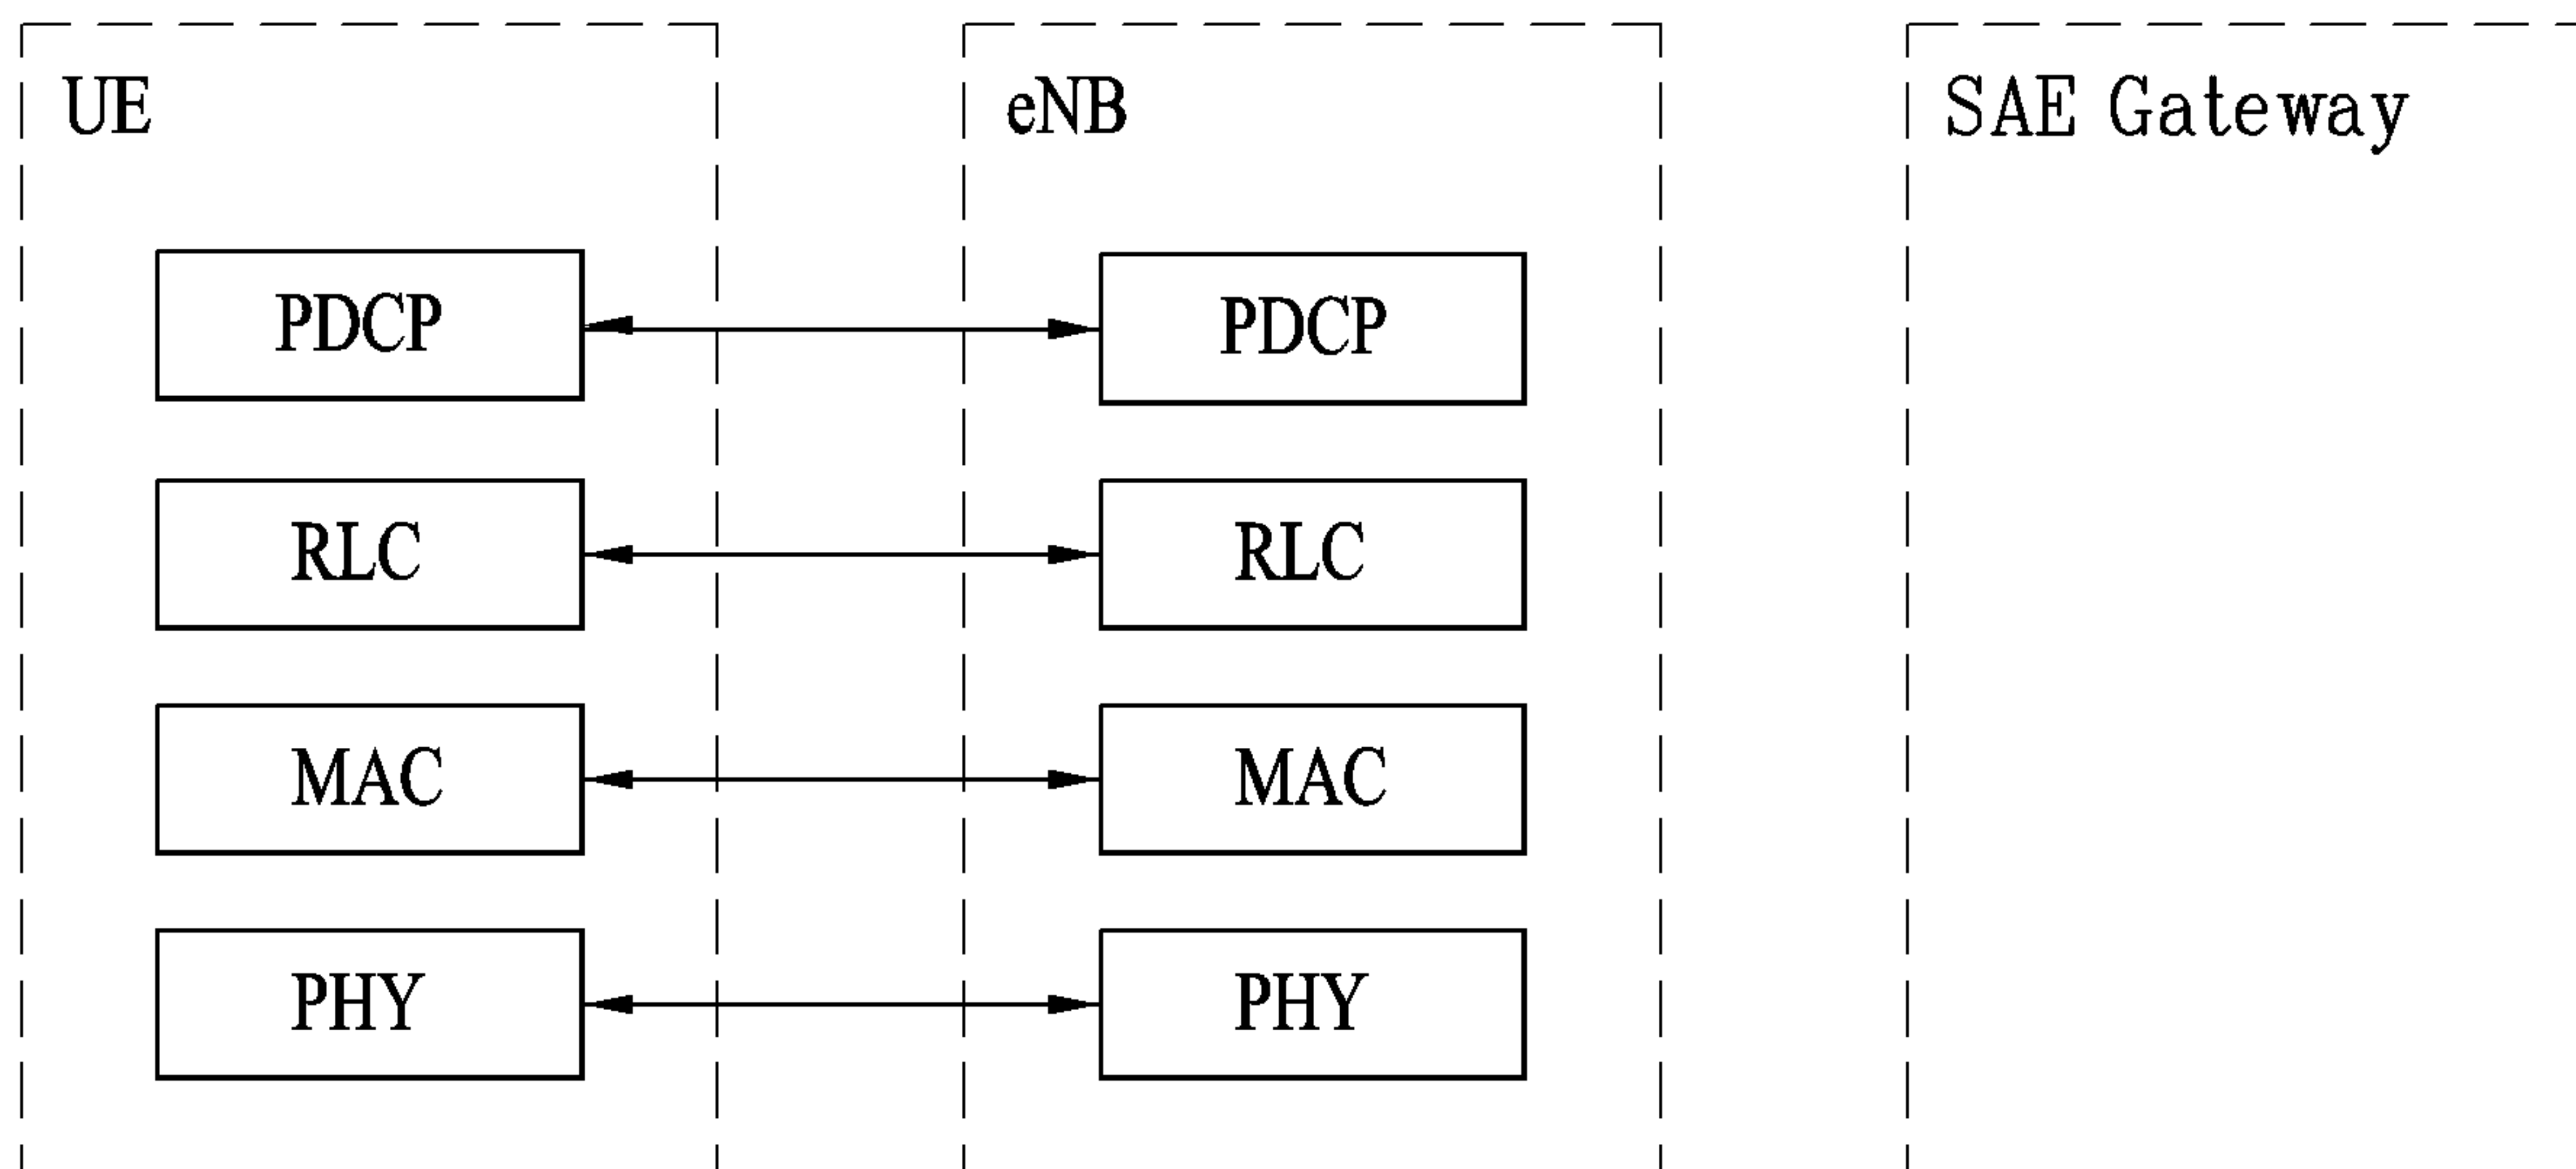 UE
eNB
SAE Gateway
PDCP
PDCP
RLC
RLC
MAC
MAC
PHY
PHY